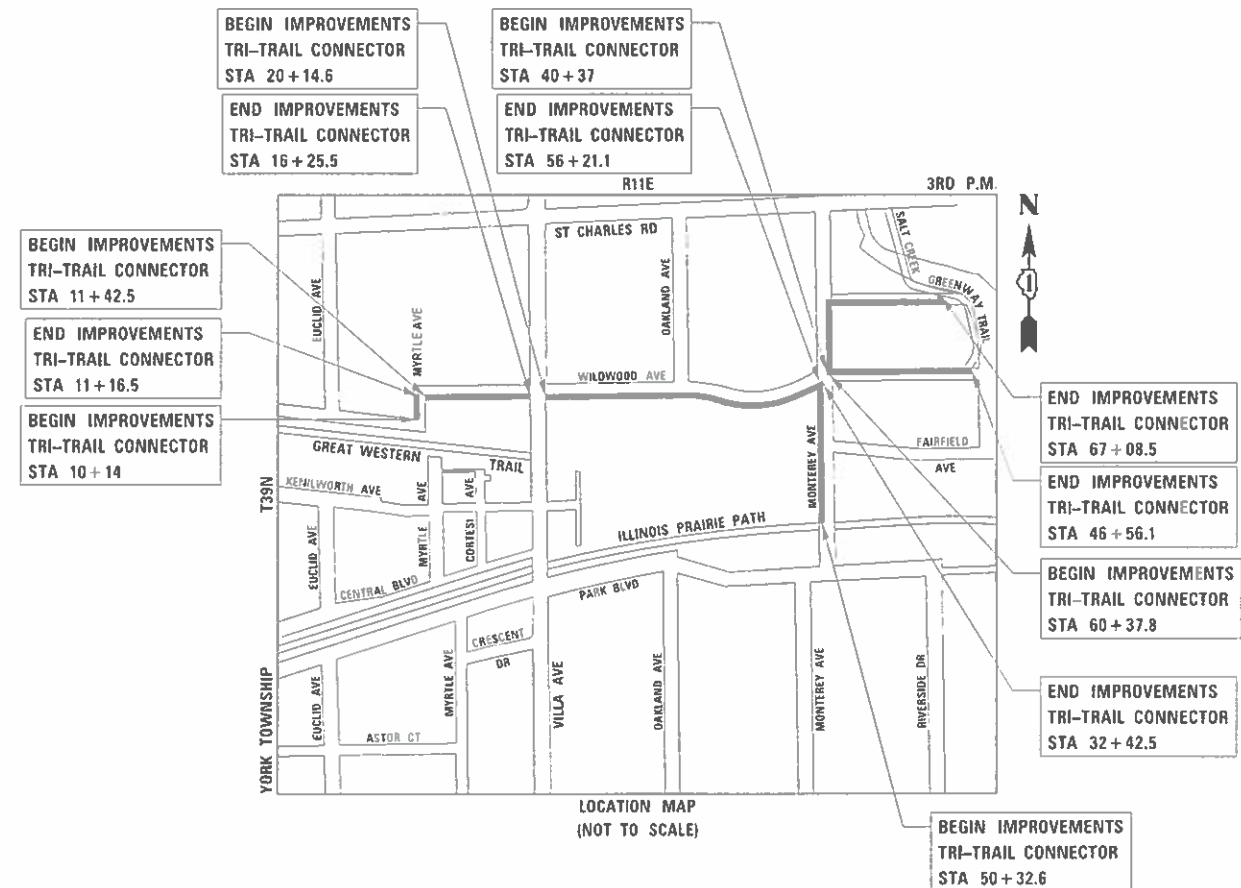 BEGIN IMPROVEMENTS
TRI-TRAIL CONNECTOR
STA 20+14.6
BEGIN IMPROVEMENTS
TRI-TRAIL CONNECTOR
STA 40+37
END IMPROVEMENTS
TRI-TRAIL CONNECTOR
STA 16+25.5
END IMPROVEMENTS
TRI-TRAIL CONNECTOR
STA 56+21.1
R11E
3RD P.M.
N
BEGIN IMPROVEMENTS
TRI-TRAIL CONNECTOR
STA 11+42.5
END IMPROVEMENTS
TRI-TRAIL CONNECTOR
STA 11+16.5
BEGIN IMPROVEMENTS
TRI-TRAIL CONNECTOR
STA 10+14
ST CHARLES RD
EUCLID AVE
MYRTLE AVE
OAKLAND AVE
SALT CREEK
GREENWAY TRAIL
WILDWOOD AVE
GREAT WESTERN TRAIL
MONTEREY AVE
FAIRFIELD AVE
KENILWORTH AVE
T39N
EUCLID AVE
MYRTLE AVE
CORTESI AVE
ILLINOIS PRAIRIE PATH
CENTRAL BLVD
PARK BLVD
CRESCENT DR
YORK TOWNSHIP
EUCLID AVE
MYRTLE AVE
VILLA AVE
OAKLAND AVE
MONTEREY AVE
RIVERSIDE DR
ASTOR CT
END IMPROVEMENTS
TRI-TRAIL CONNECTOR
STA 67+08.5
END IMPROVEMENTS
TRI-TRAIL CONNECTOR
STA 46+56.1
BEGIN IMPROVEMENTS
TRI-TRAIL CONNECTOR
STA 60+37.8
END IMPROVEMENTS
TRI-TRAIL CONNECTOR
STA 32+42.5
LOCATION MAP
(NOT TO SCALE)
BEGIN IMPROVEMENTS
TRI-TRAIL CONNECTOR
STA 50+32.6